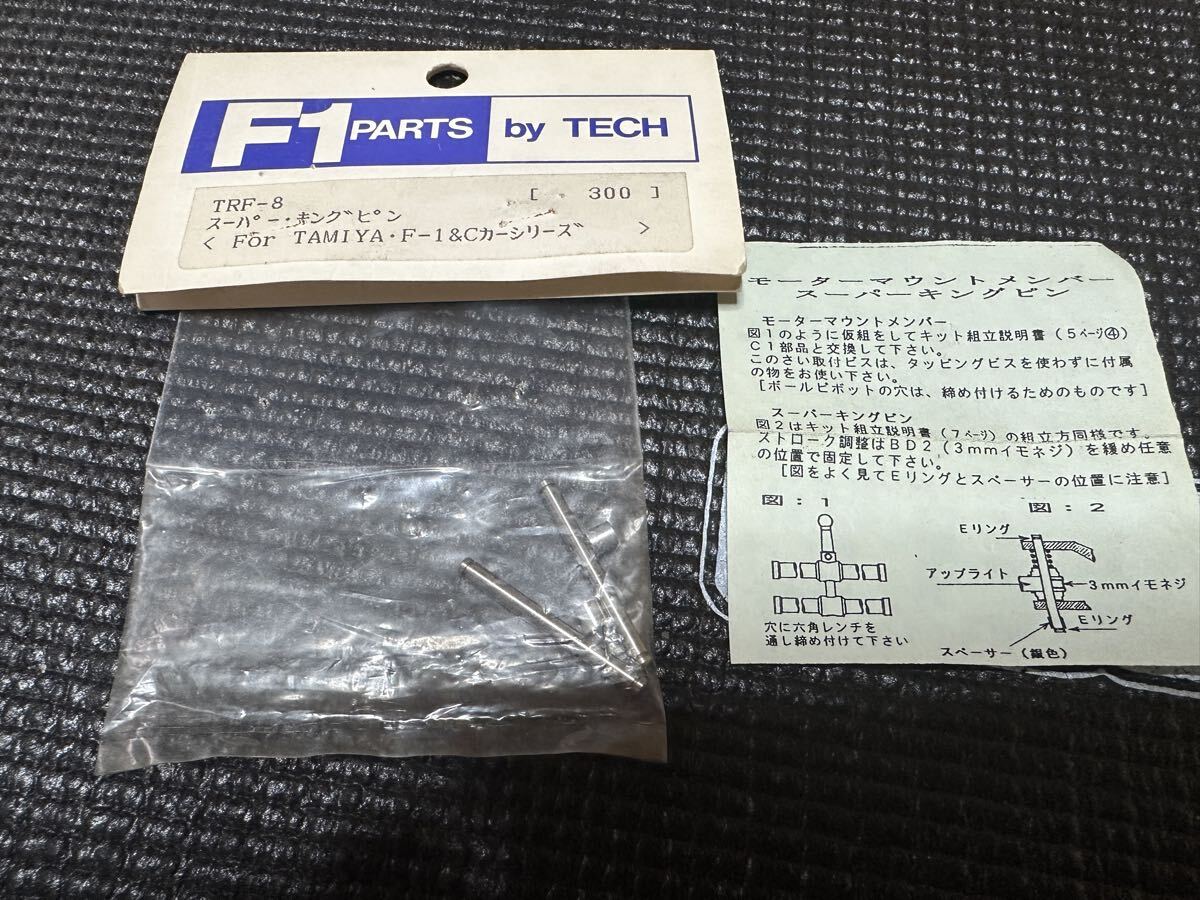 F1 PARTS by TECH
TRF-8 [ 300 ]
スーパー・キングピン
< For TAMIYA・F-1&Cカーシリーズ >
モーターマウントメンバー
スーパーキングピン
モーターマウントメンバー
図1のように仮組をしてキット組立説明書(5ページ④)
C1部品と交換して下さい。
このさい取付ビスは、タッピングビスを使わずに付属
の物をお使い下さい。
[ボールピボットの穴は、締め付けるためのものです]
スーパーキングピン
図2はキット組立説明書(7ページ)の組立方同様です。
ストローク調整はBD2(3mmイモネジ)を緩め任意
の位置で固定して下さい。
[図をよく見てEリングとスペーサーの位置に注意]
図:1
図:2
Eリング
アップライト
3mmイモネジ
Eリング
スペーサー(銀色)
穴に六角レンチを
通し締め付けて下さい